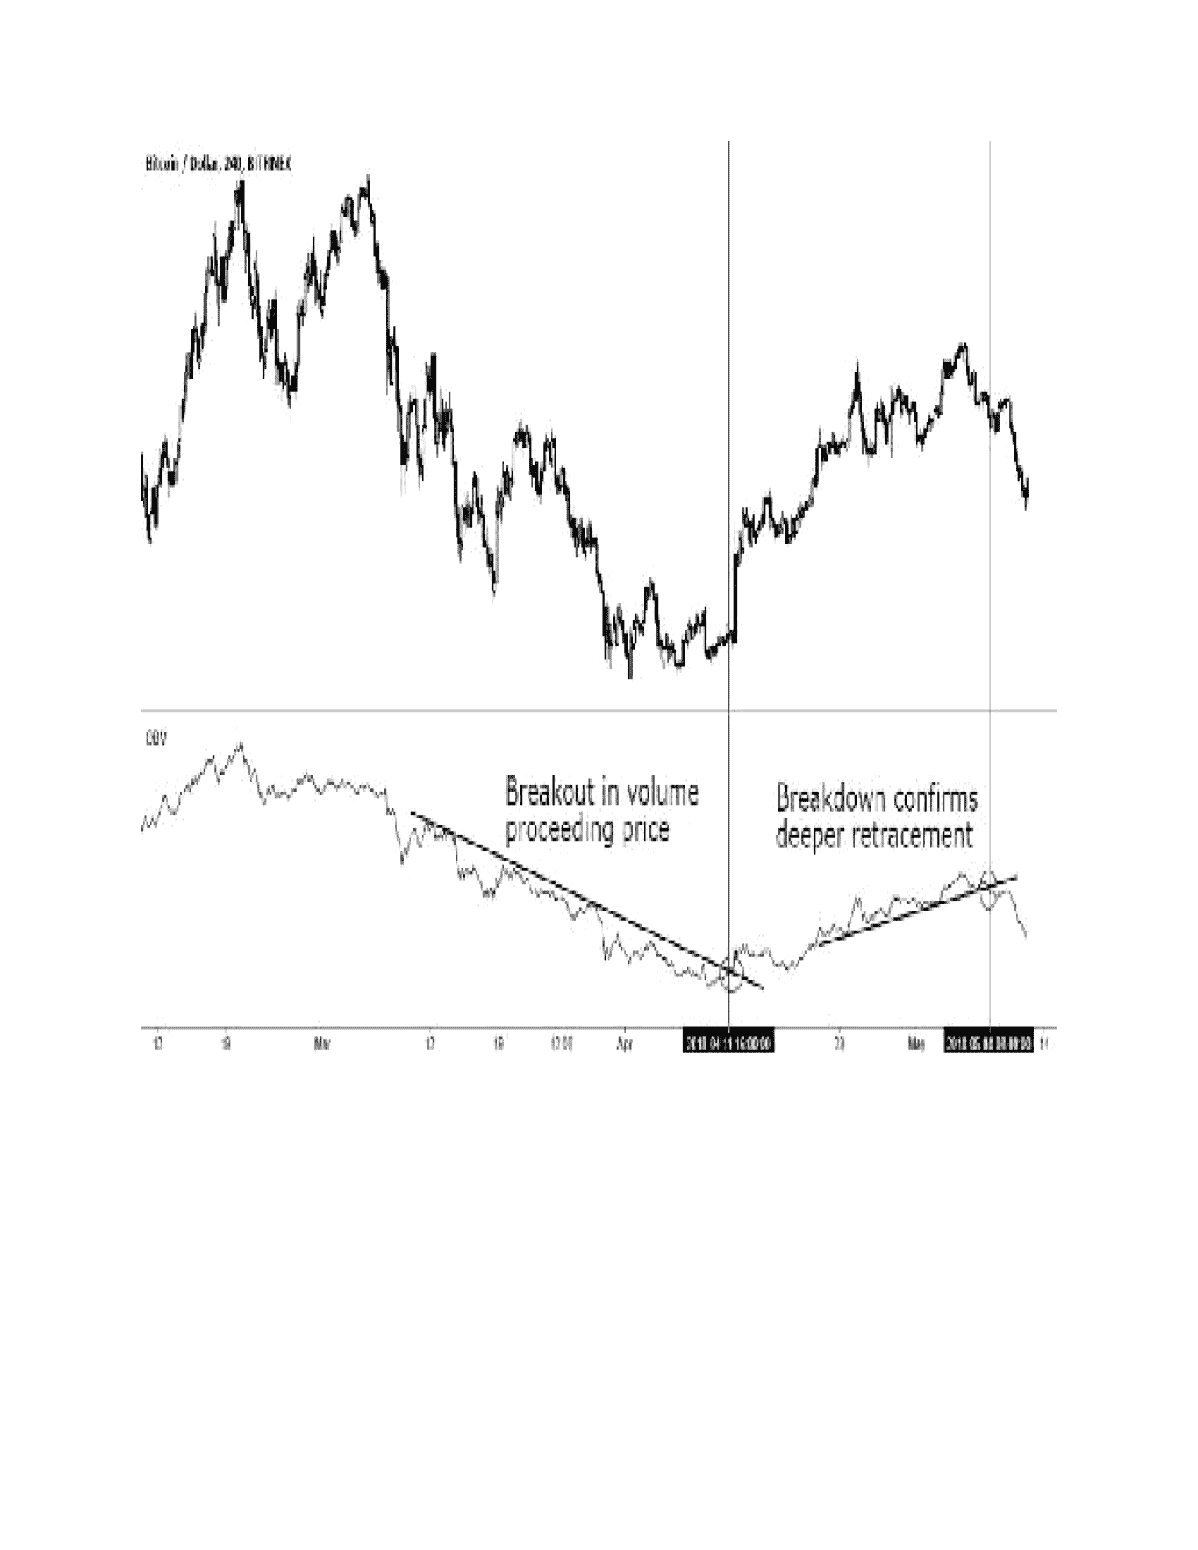 Bitcoin / Dollar, 240, BITFINEX
OBV
Breakout in volume
proceeding price
Breakdown confirms
deeper retracement
Mar
Apr
May